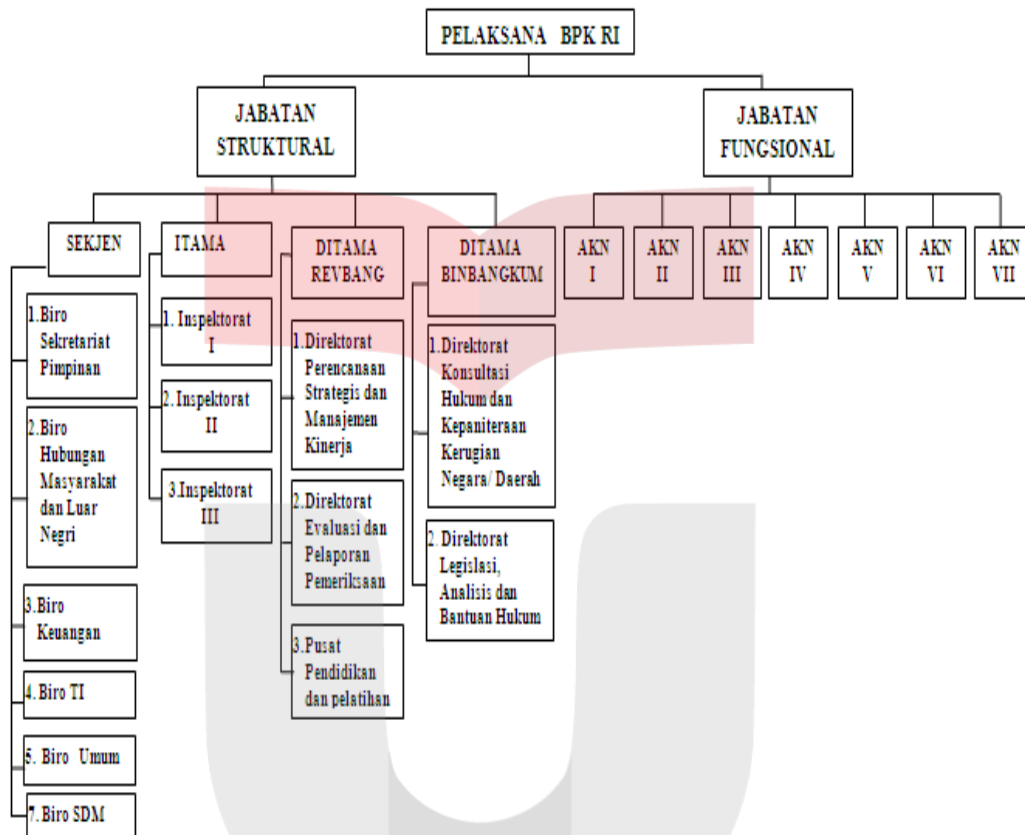 PELAKSANA BPK RI
JABATAN
STRUKTURAL
JABATAN
FUNGSIONAL
SEKJEN
ITAMA
DITAMA
REVBANG
DITAMA
BINBANGKUM
AKN
I
AKN
II
AKN
III
AKN
IV
AKN
V
AKN
VI
AKN
VII
1.Biro
Sekretariat
Pimpinan
2.Biro
Hubungan
Masyarakat
dan Luar
Negri
3.Biro
Keuangan
4. Biro TI
5. Biro Umum
7. Biro SDM
1. Inspektorat
I
2.Inspektorat
II
3.Inspektorat
III
1.Direktorat
Perencanaan
Strategis dan
Manajemen
Kinerja
2.Direktorat
Evaluasi dan
Pelaporan
Pemeriksaan
3.Pusat
Pendidikan
dan pelatihan
1.Direktorat
Konsultasi
Hukum dan
Kepaniteraan
Kerugian
Negara/ Daerah
2. Direktorat
Legislasi,
Analisis dan
Bantuan Hukum